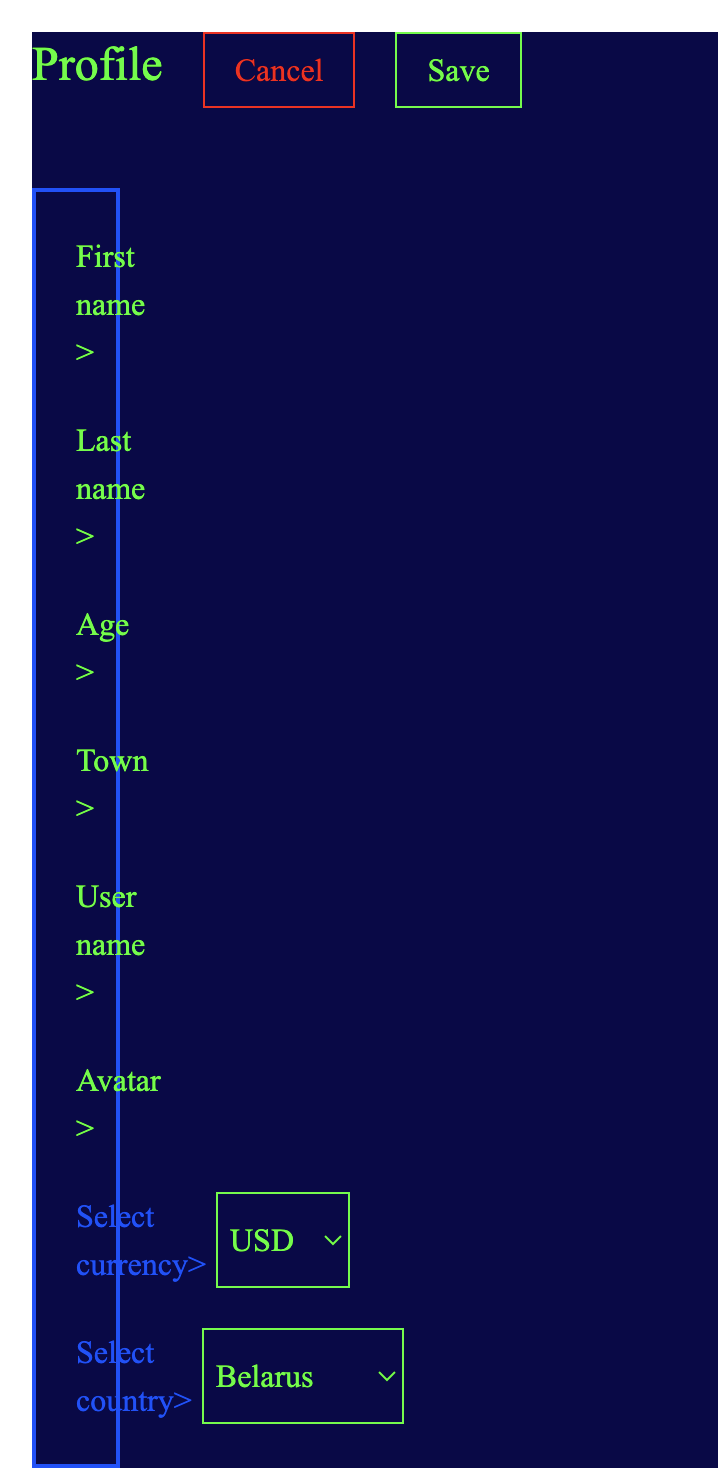 Profile Cancel Save
First
name
>
Last
name
>
Age
>
Town
>
User
name
>
Avatar
>
Select
currency> USD
Select
country> Belarus